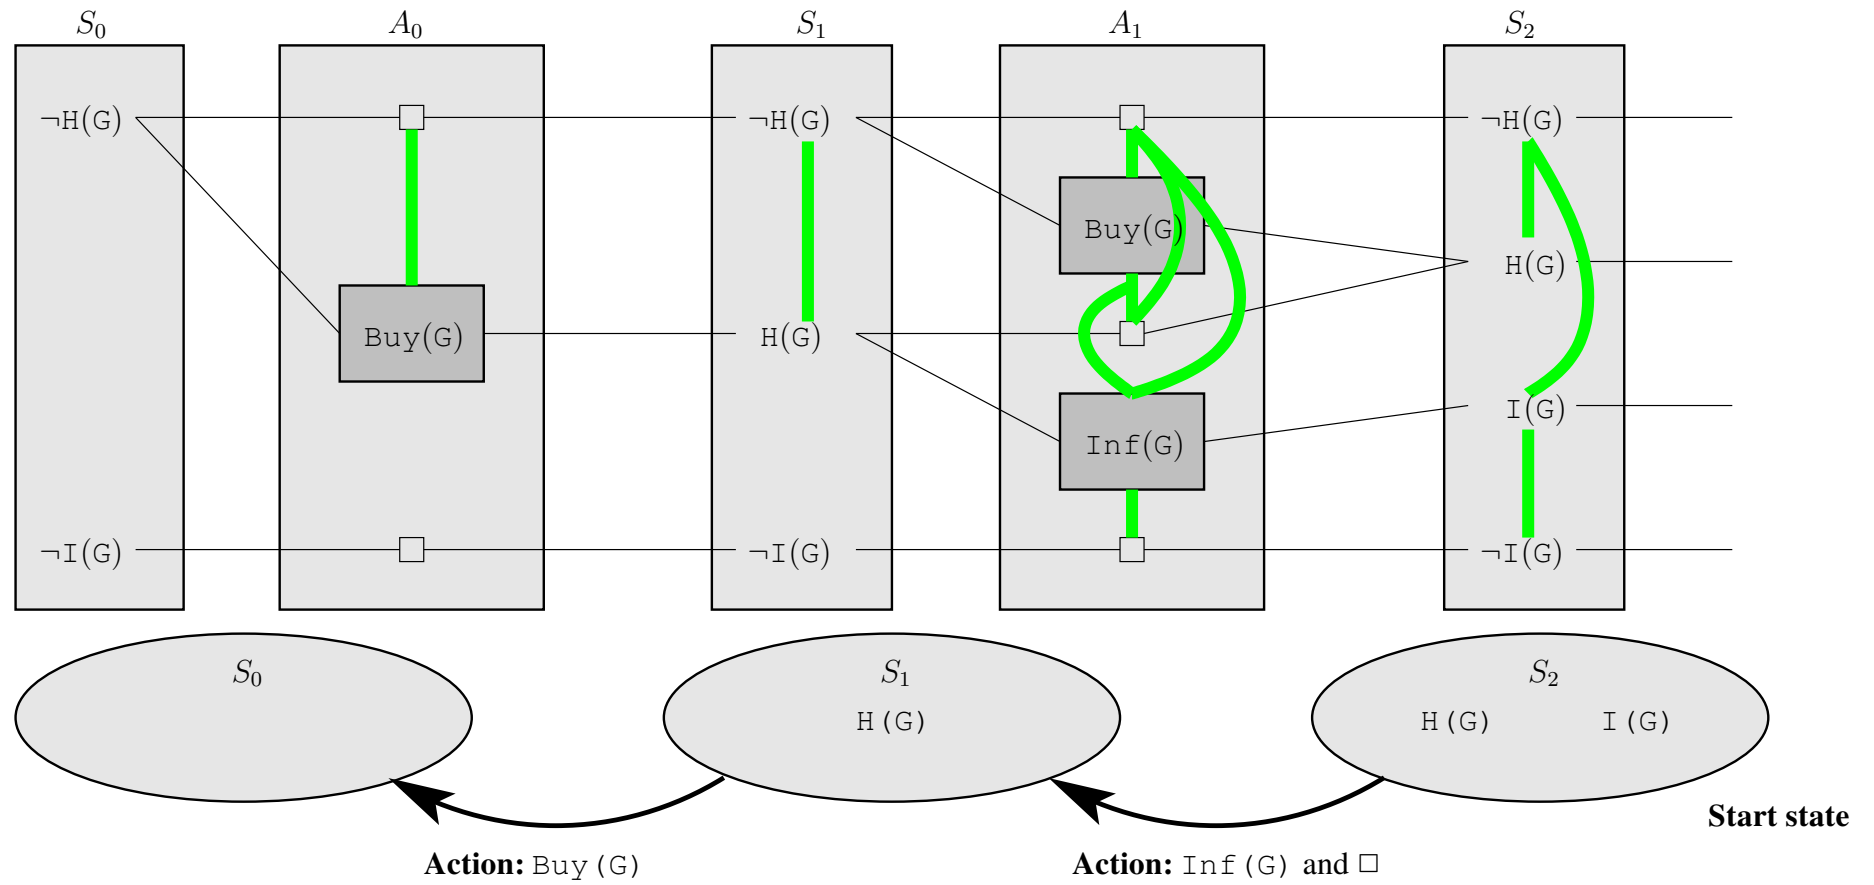 S₀ A₀ S₁ A₁ S₂
¬H(G) ¬H(G) ¬H(G)
Buy(G) H(G)
Buy(G) H(G)
I(G)
Inf(G)
¬I(G) ¬I(G) ¬I(G)
S₀ S₁ S₂
H(G) H(G) I(G)
Start state
Action: Buy(G) Action: Inf(G) and □